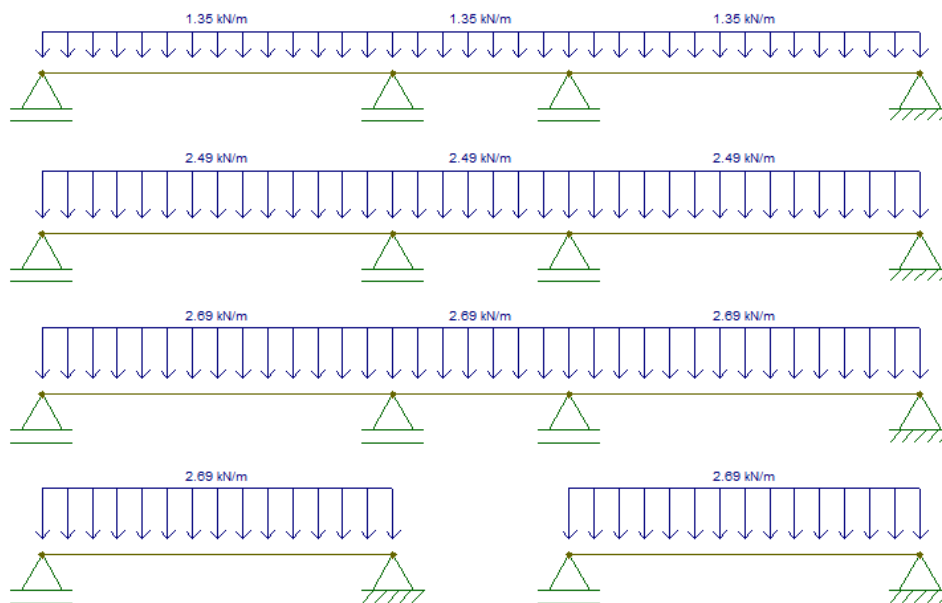 1.35 kN/m 1.35 kN/m 1.35 kN/m
2.49 kN/m 2.49 kN/m 2.49 kN/m
2.69 kN/m 2.69 kN/m 2.69 kN/m
2.69 kN/m 2.69 kN/m